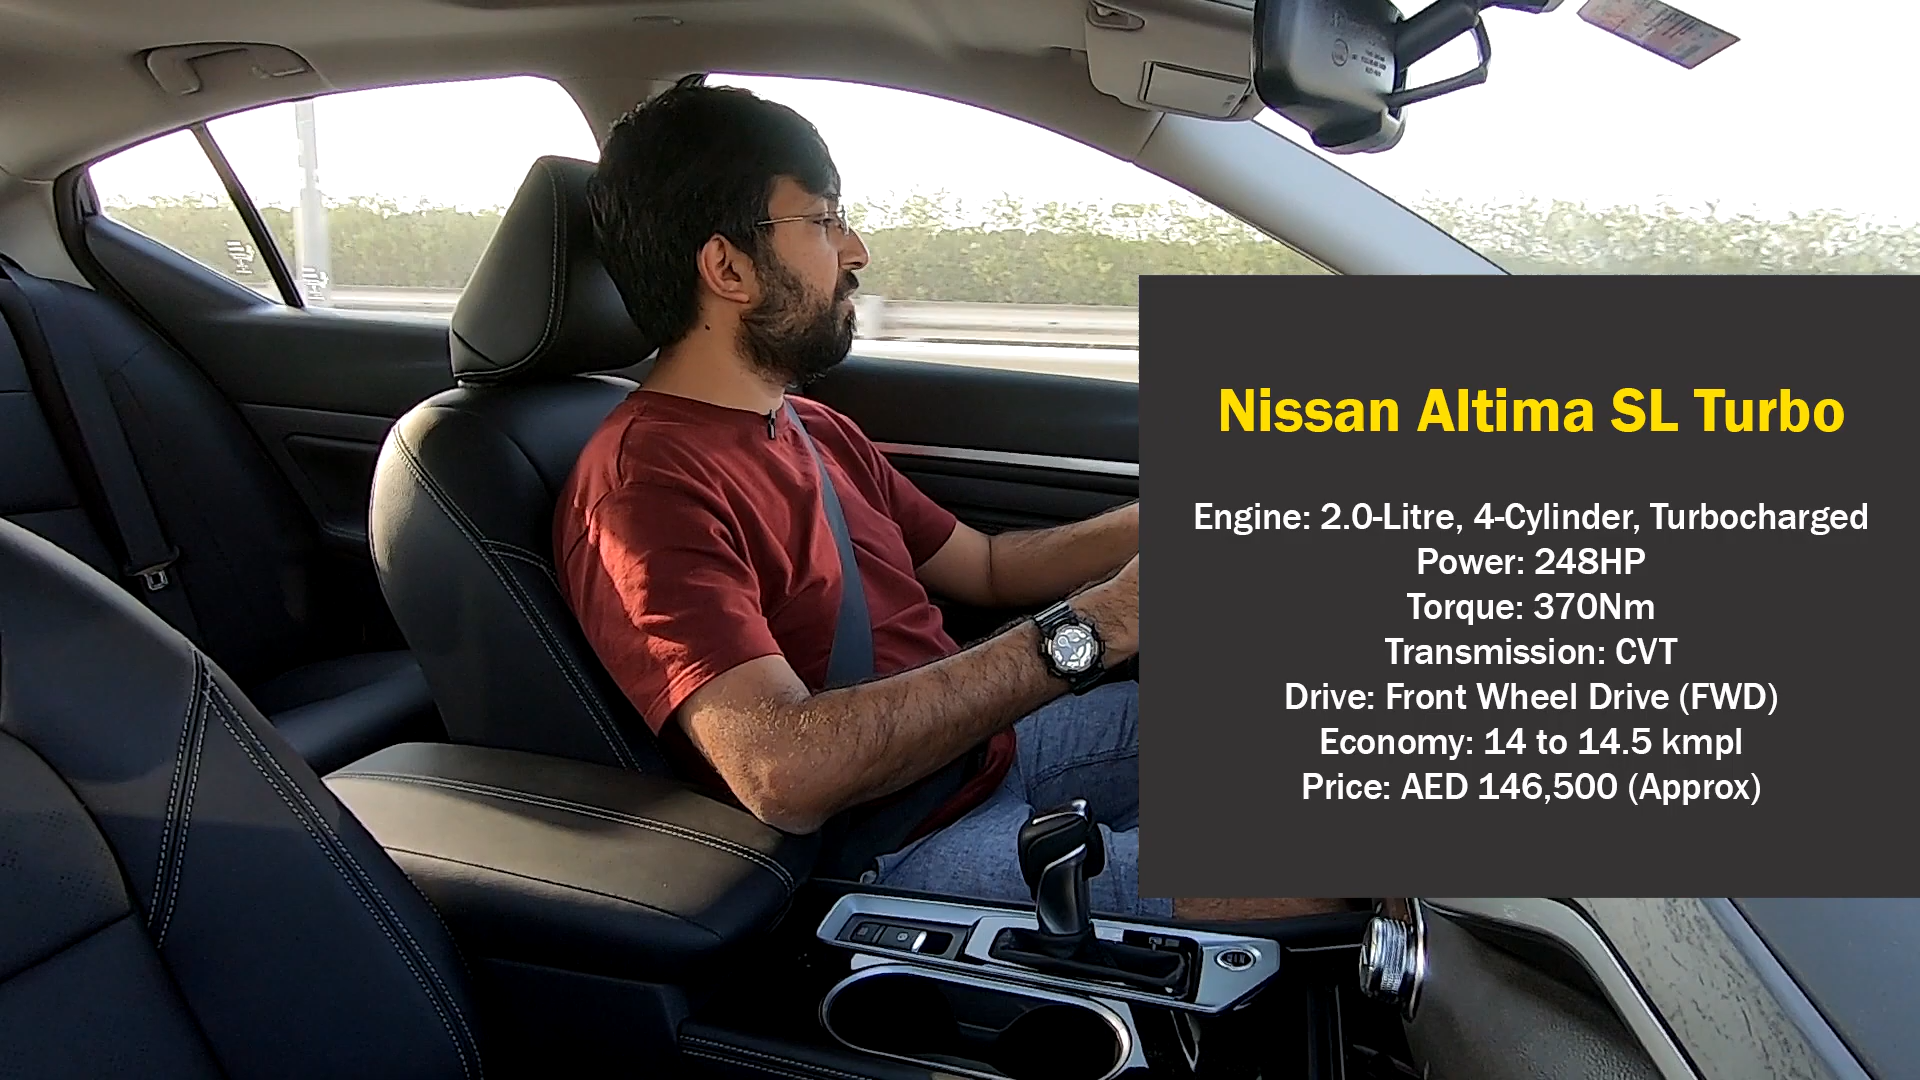 Nissan Altima SL Turbo
Engine: 2.0-Litre, 4-Cylinder, Turbocharged
Power: 248HP
Torque: 370Nm
Transmission: CVT
Drive: Front Wheel Drive (FWD)
Economy: 14 to 14.5 kmpl
Price: AED 146,500 (Approx)